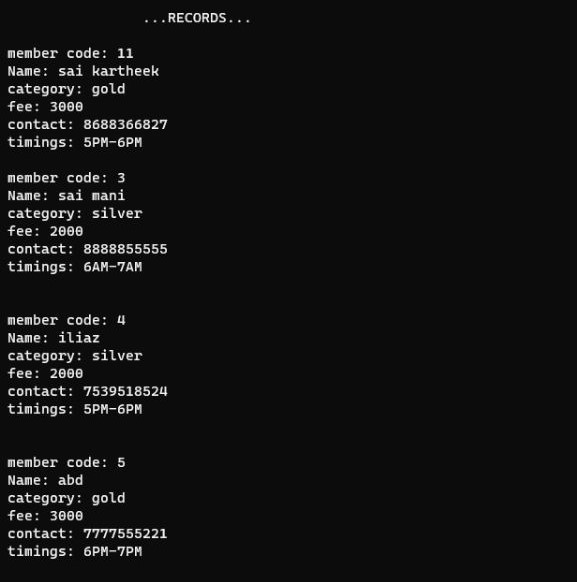 ...RECORDS...
member code: 11
Name: sai kartheek
category: gold
fee: 3000
contact: 8688366827
timings: 5PM-6PM
member code: 3
Name: sai mani
category: silver
fee: 2000
contact: 8888855555
timings: 6AM-7AM
member code: 4
Name: iliaz
category: silver
fee: 2000
contact: 7539518524
timings: 5PM-6PM
member code: 5
Name: abd
category: gold
fee: 3000
contact: 7777555221
timings: 6PM-7PM